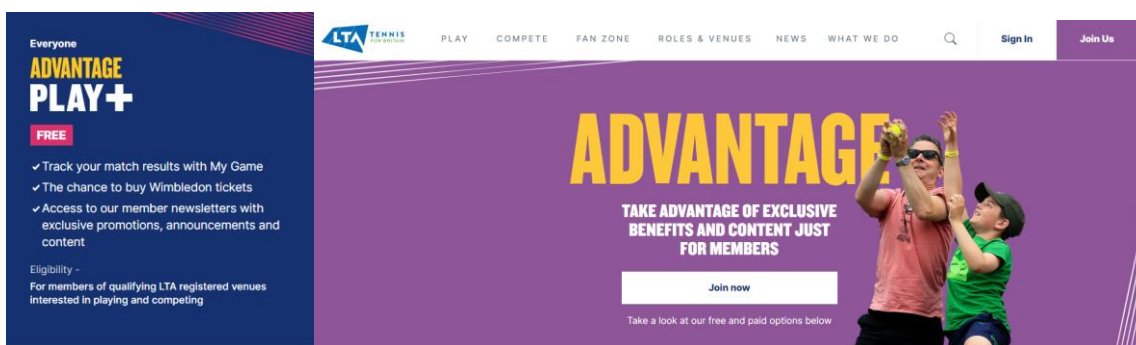 Everyone
ADVANTAGE
PLAY+
FREE
✓ Track your match results with My Game
✓ The chance to buy Wimbledon tickets
✓ Access to our member newsletters with
exclusive promotions, announcements and
content
Eligibility -
For members of qualifying LTA registered venues
interested in playing and competing
LTA TENNIS
FOR BRITAIN
PLAY COMPETE FAN ZONE ROLES & VENUES NEWS WHAT WE DO Sign In Join Us
ADVANTAGE
TAKE ADVANTAGE OF EXCLUSIVE
BENEFITS AND CONTENT JUST
FOR MEMBERS
Join now
Take a look at our free and paid options below